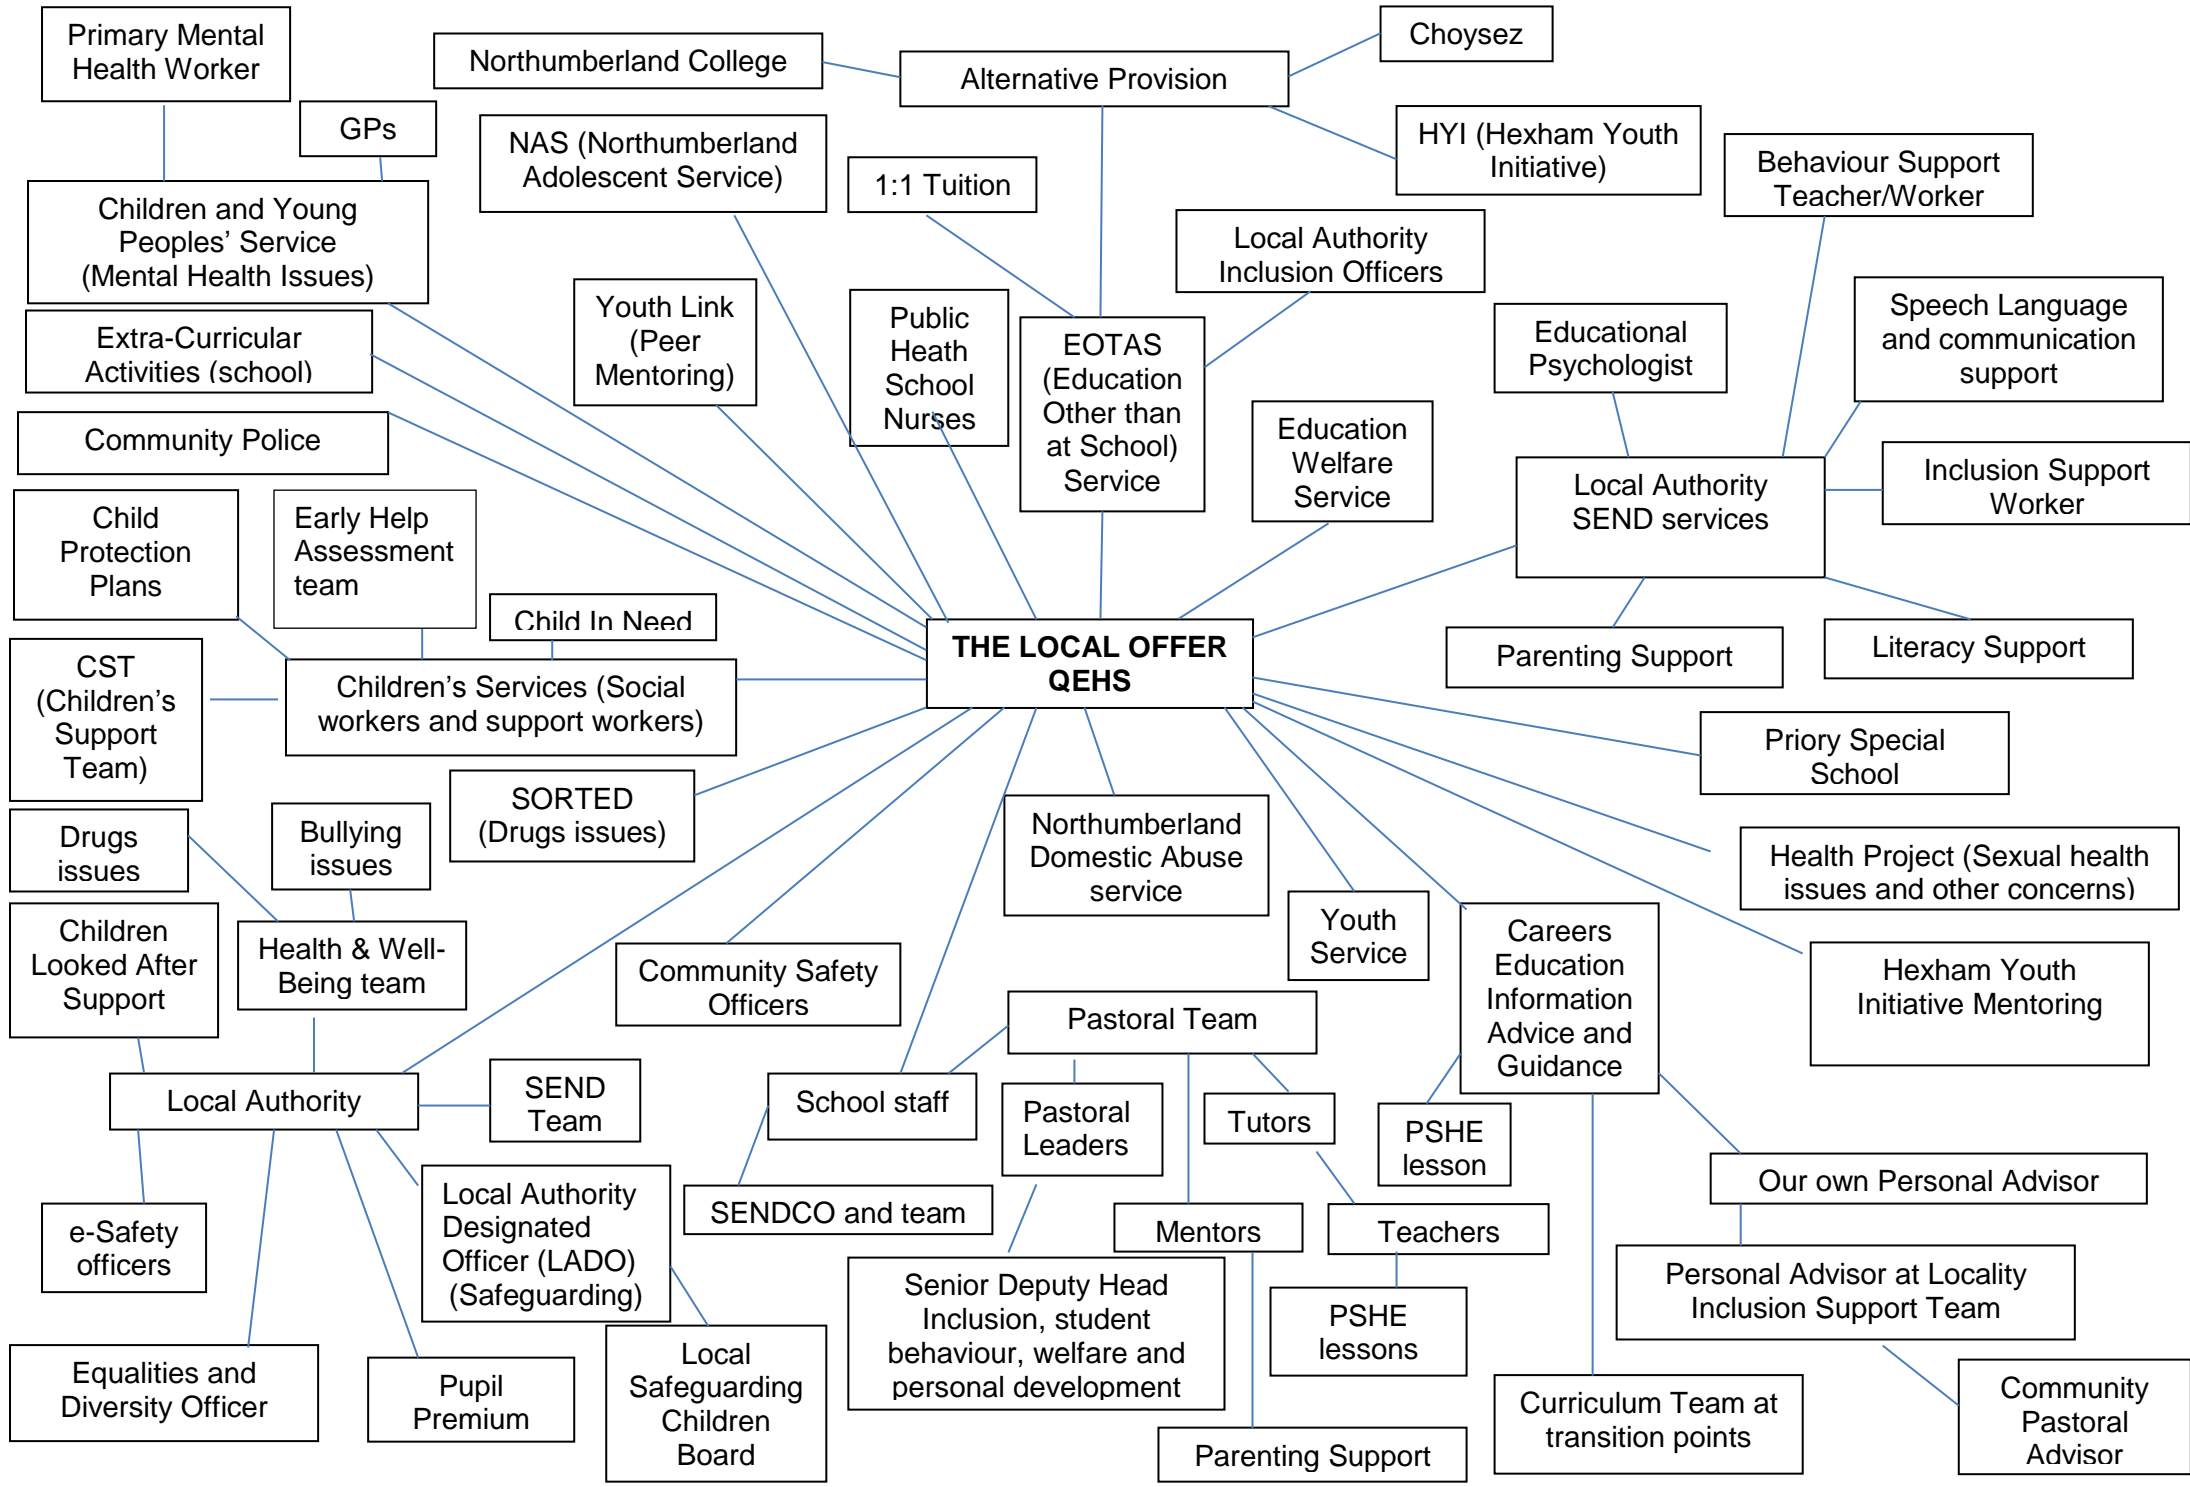 Primary Mental
Health Worker
Northumberland College
Alternative Provision
Choysez
GPs
NAS (Northumberland
Adolescent Service)
1:1 Tuition
HYI (Hexham Youth
Initiative)
Behaviour Support
Teacher/Worker
Children and Young
Peoples’ Service
(Mental Health Issues)
Local Authority
Inclusion Officers
Youth Link
(Peer
Mentoring)
Public
Heath
School
Nurses
EOTAS
(Education
Other than
at School)
Service
Educational
Psychologist
Speech Language
and communication
support
Extra-Curricular
Activities (school)
Community Police
Education
Welfare
Service
Local Authority
SEND services
Inclusion Support
Worker
Child
Protection
Plans
Early Help
Assessment
team
Child In Need
THE LOCAL OFFER
QEHS
Parenting Support
Literacy Support
CST
(Children’s
Support
Team)
Children’s Services (Social
workers and support workers)
Priory Special
School
SORTED
(Drugs issues)
Northumberland
Domestic Abuse
service
Drugs
issues
Bullying
issues
Health Project (Sexual health
issues and other concerns)
Children
Looked After
Support
Health & Well-
Being team
Community Safety
Officers
Youth
Service
Careers
Education
Information
Advice and
Guidance
Hexham Youth
Initiative Mentoring
Pastoral Team
Local Authority
SEND
Team
School staff
Pastoral
Leaders
Tutors
PSHE
lesson
Our own Personal Advisor
e-Safety
officers
Local Authority
Designated
Officer (LADO)
(Safeguarding)
SENDCO and team
Mentors
Teachers
Personal Advisor at Locality
Inclusion Support Team
Senior Deputy Head
Inclusion, student
behaviour, welfare and
personal development
PSHE
lessons
Equalities and
Diversity Officer
Pupil
Premium
Local
Safeguarding
Children
Board
Parenting Support
Curriculum Team at
transition points
Community
Pastoral
Advisor